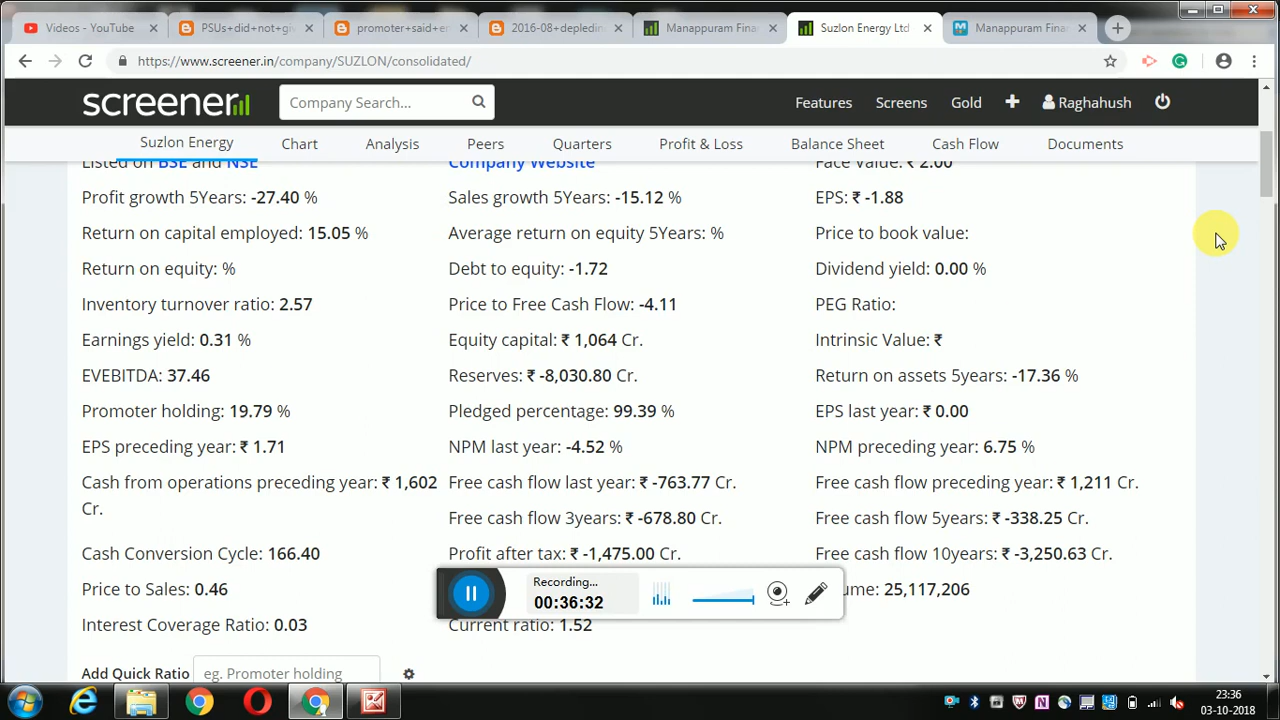 Videos - YouTube
PSUs+did+not+gi
promoter+said+e
2016-08+depledin
Manappuram Fina
Suzlon Energy Ltd
Manappuram Finan
https://www.screener.in/company/SUZLON/consolidated/
screener
Company Search...
Features
Screens
Gold
Raghahush
Suzlon Energy
Chart
Analysis
Peers
Quarters
Profit & Loss
Balance Sheet
Cash Flow
Documents
Listed on BSE and NSE
Company Website
Face Value: ₹ 2.00
Profit growth 5Years: -27.40 %
Sales growth 5Years: -15.12 %
EPS: ₹ -1.88
Return on capital employed: 15.05 %
Average return on equity 5Years: %
Price to book value:
Return on equity: %
Debt to equity: -1.72
Dividend yield: 0.00 %
Inventory turnover ratio: 2.57
Price to Free Cash Flow: -4.11
PEG Ratio:
Earnings yield: 0.31 %
Equity capital: ₹ 1,064 Cr.
Intrinsic Value: ₹
EVEBITDA: 37.46
Reserves: ₹ -8,030.80 Cr.
Return on assets 5years: -17.36 %
Promoter holding: 19.79 %
Pledged percentage: 99.39 %
EPS last year: ₹ 0.00
EPS preceding year: ₹ 1.71
NPM last year: -4.52 %
NPM preceding year: 6.75 %
Cash from operations preceding year: ₹ 1,602
Cr.
Free cash flow last year: ₹ -763.77 Cr.
Free cash flow preceding year: ₹ 1,211 Cr.
Free cash flow 3years: ₹ -678.80 Cr.
Free cash flow 5years: ₹ -338.25 Cr.
Cash Conversion Cycle: 166.40
Profit after tax: ₹ -1,475.00 Cr.
Free cash flow 10years: ₹ -3,250.63 Cr.
Price to Sales: 0.46
Recording...
00:36:32
ume: 25,117,206
Interest Coverage Ratio: 0.03
Current ratio: 1.52
Add Quick Ratio
eg. Promoter holding
23:36
03-10-2018